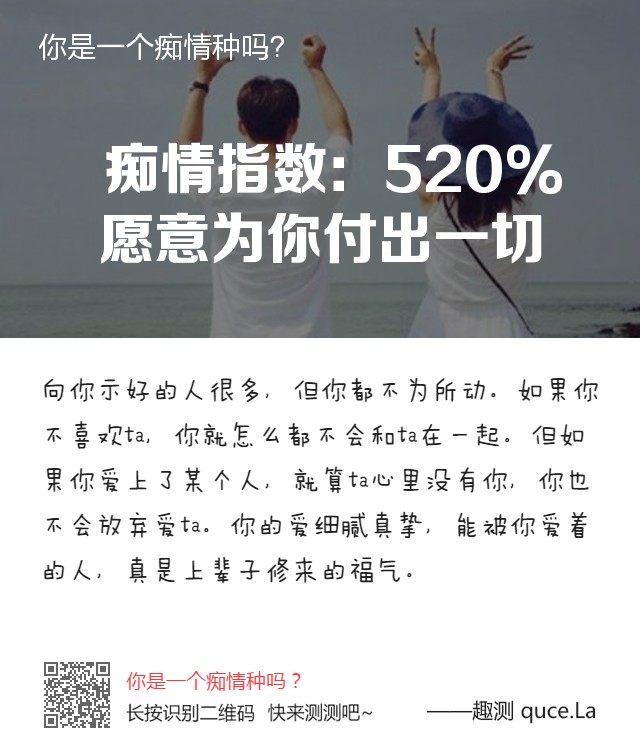 你是一个痴情种吗?
痴情指数：520%
愿意为你付出一切
向你示好的人很多，但你都不为所动。如果你
不喜欢ta，你就怎么都不会和ta在一起。但如
果你爱上了某个人，就算ta心里没有你，你也
不会放弃爱ta。你的爱细腻真挚，能被你爱着
的人，真是上辈子修来的福气。
你是一个痴情种吗？
长按识别二维码 快来测测吧~ ——趣测 quce.La